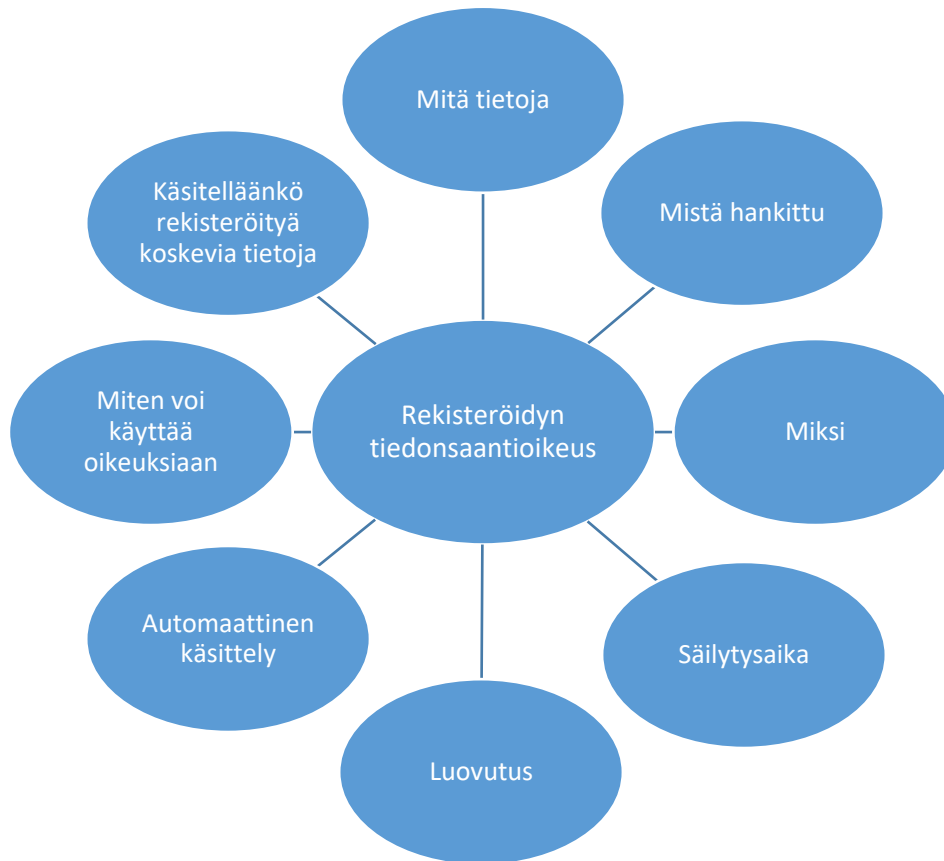 Mitä tietoja
Mistä hankittu
Käsitelläänkö
rekisteröityä
koskevia tietoja
Miten voi
käyttää
oikeuksiaan
Rekisteröidyn
tiedonsaantioikeus
Miksi
Automaattinen
käsittely
Säilytysaika
Luovutus